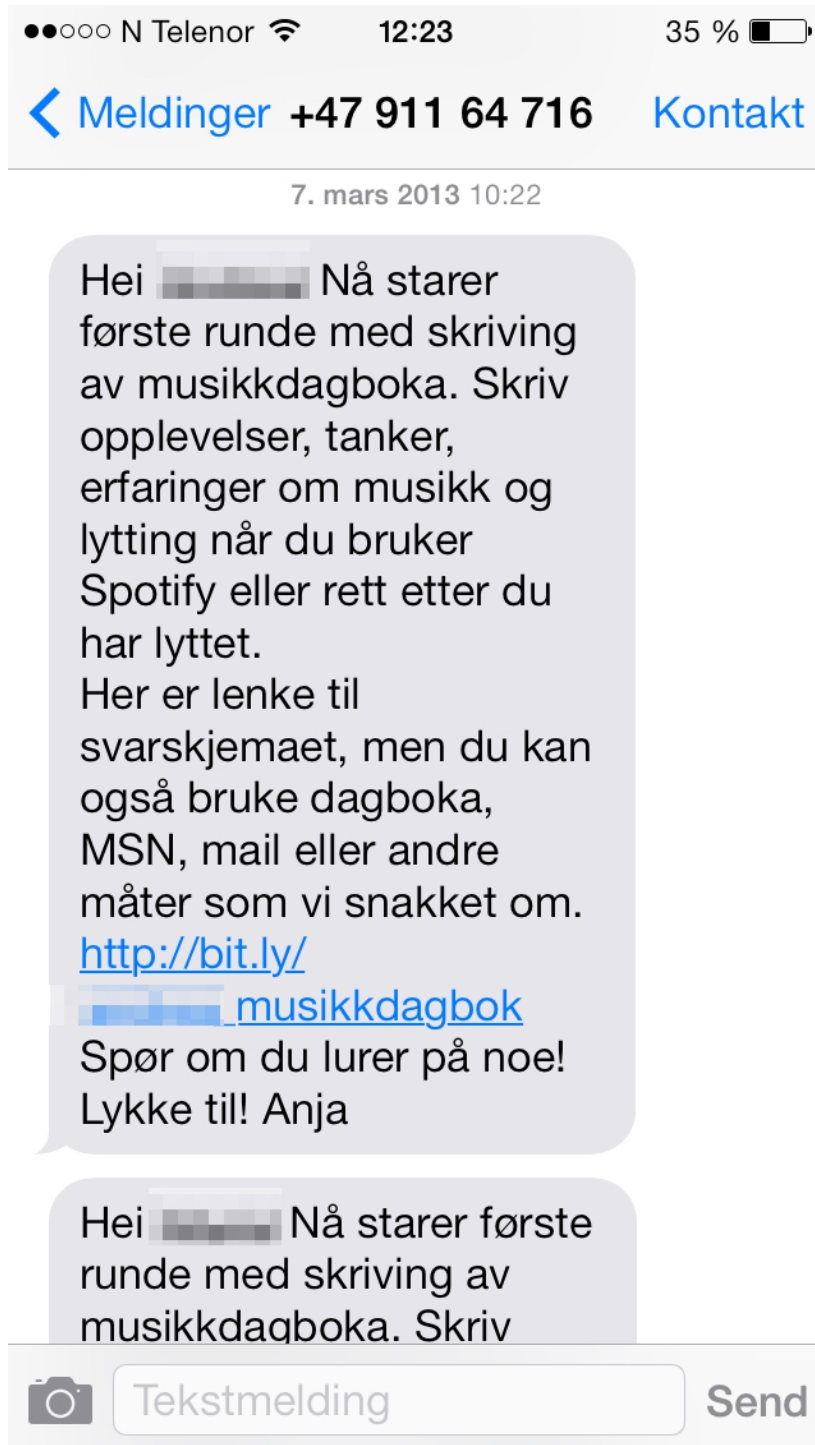 N Telenor 12:23 35 %
Meldinger +47 911 64 716 Kontakt
7. mars 2013 10:22
Hei Nå starer
første runde med skriving
av musikkdagboka. Skriv
opplevelser, tanker,
erfaringer om musikk og
lytting når du bruker
Spotify eller rett etter du
har lyttet.
Her er lenke til
svarskjemaet, men du kan
også bruke dagboka,
MSN, mail eller andre
måter som vi snakket om.
http://bit.ly/
_musikkdagbok
Spør om du lurer på noe!
Lykke til! Anja
Hei Nå starer første
runde med skriving av
musikkdagboka. Skriv
Tekstmelding Send